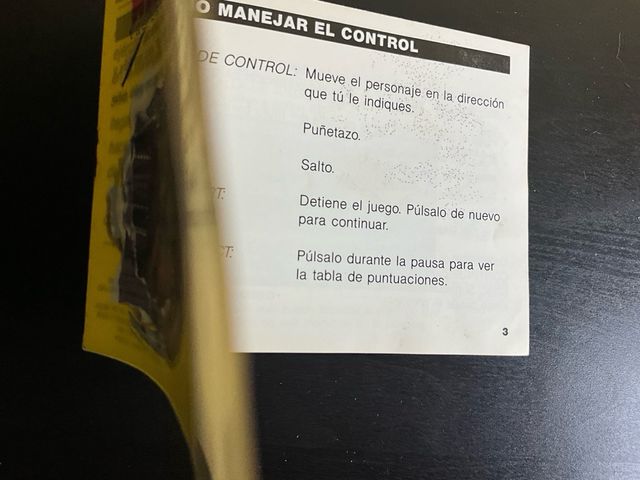 O MANEJAR EL CONTROL
DE CONTROL: Mueve el personaje en la dirección
que tú le indiques.
Puñetazo.
Salto.
Detiene el juego. Púlsalo de nuevo
para continuar.
CT: Púlsalo durante la pausa para ver
la tabla de puntuaciones.
3